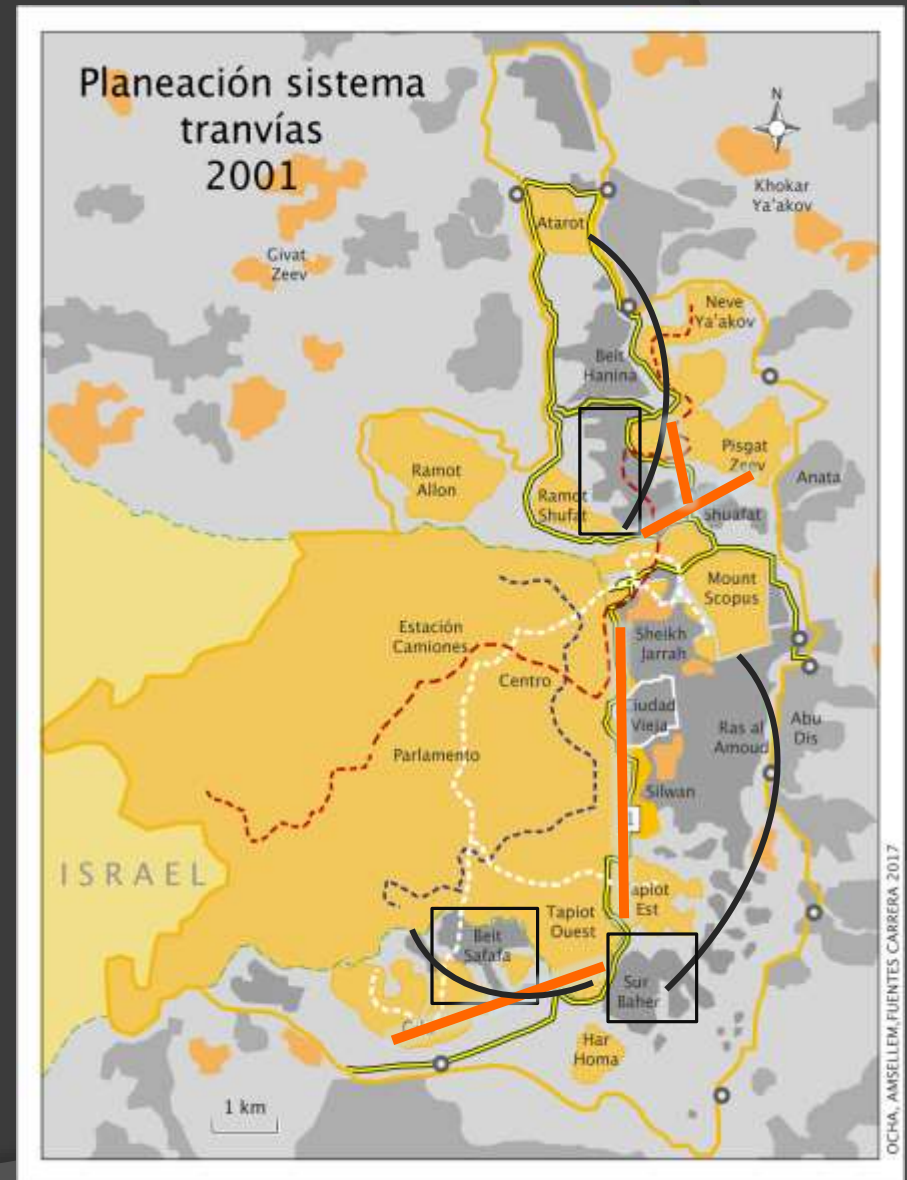 Planeación sistema
tranvías
2001
N
Khokar
Ya'akov
Atarot
Givat
Zeev
Neve
Ya'akov
Beit
Hanina
Pisgat
Zeev
Ramot
Allon
Anata
Ramot
Shufat
Shuafat
Mount
Scopus
Estación
Camiones
Sheikh
Jarrah
Centro
Ciudad
Vieja
Ras al
Amoud
Abu
Dis
Parlamento
Silwan
1
ISRAEL
Tapiot
Est
Tapiot
Ouest
Beit
Safafa
Sur
Baher
Har
Homa
1 km
OCHA, AMSELLEM,FUENTES CARRERA 2017